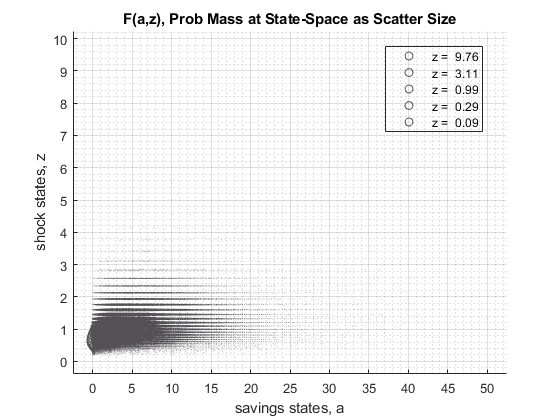 F(a,z), Prob Mass at State-Space as Scatter Size
10
9
8
7
6
5
4
3
2
1
0
shock states, z
z = 9.76
z = 3.11
z = 0.99
z = 0.29
z = 0.09
0 5 10 15 20 25 30 35 40 45 50
savings states, a